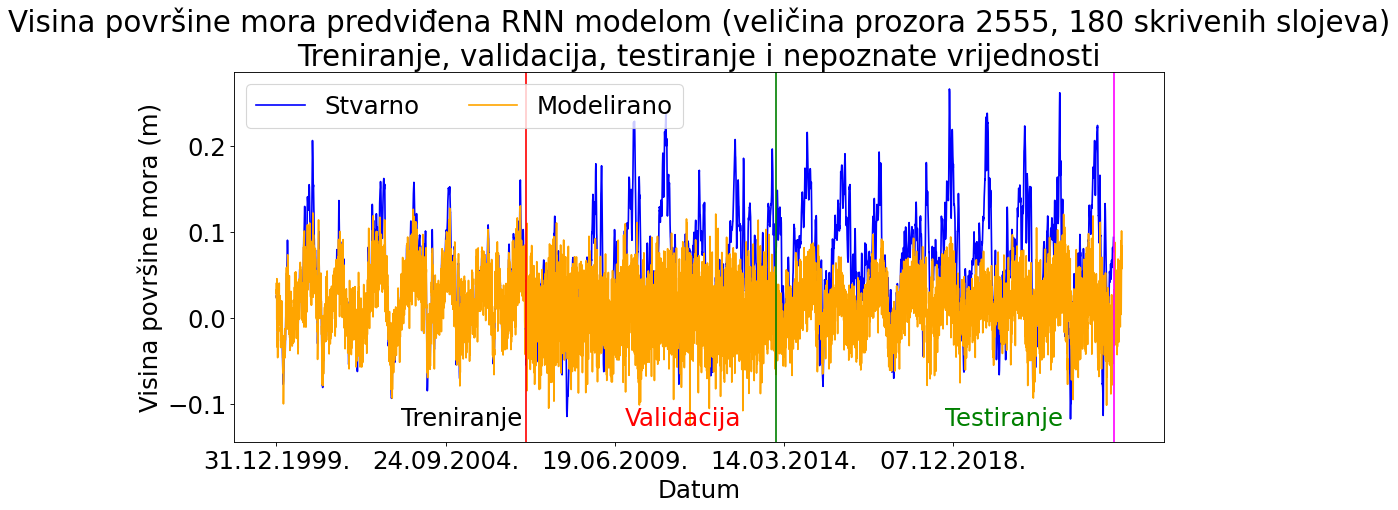 Visina površine mora predviđena RNN modelom (veličina prozora 2555, 180 skrivenih slojeva)
Treniranje, validacija, testiranje i nepoznate vrijednosti
Stvarno Modelirano
Visina površine mora (m)
0.2
0.1
0.0
−0.1
Treniranje Validacija Testiranje
31.12.1999. 24.09.2004. 19.06.2009. 14.03.2014. 07.12.2018.
Datum